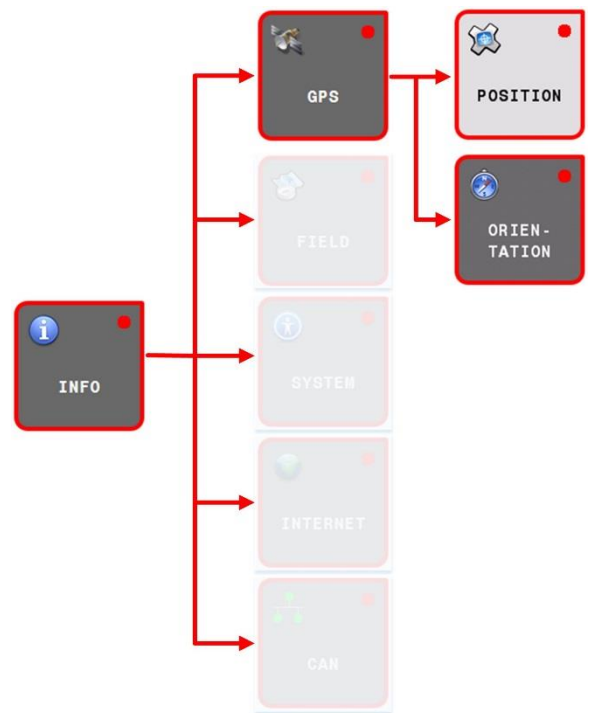 GPS
POSITION
FIELD
ORIEN-
TATION
INFO
SYSTEM
INTERNET
CAN